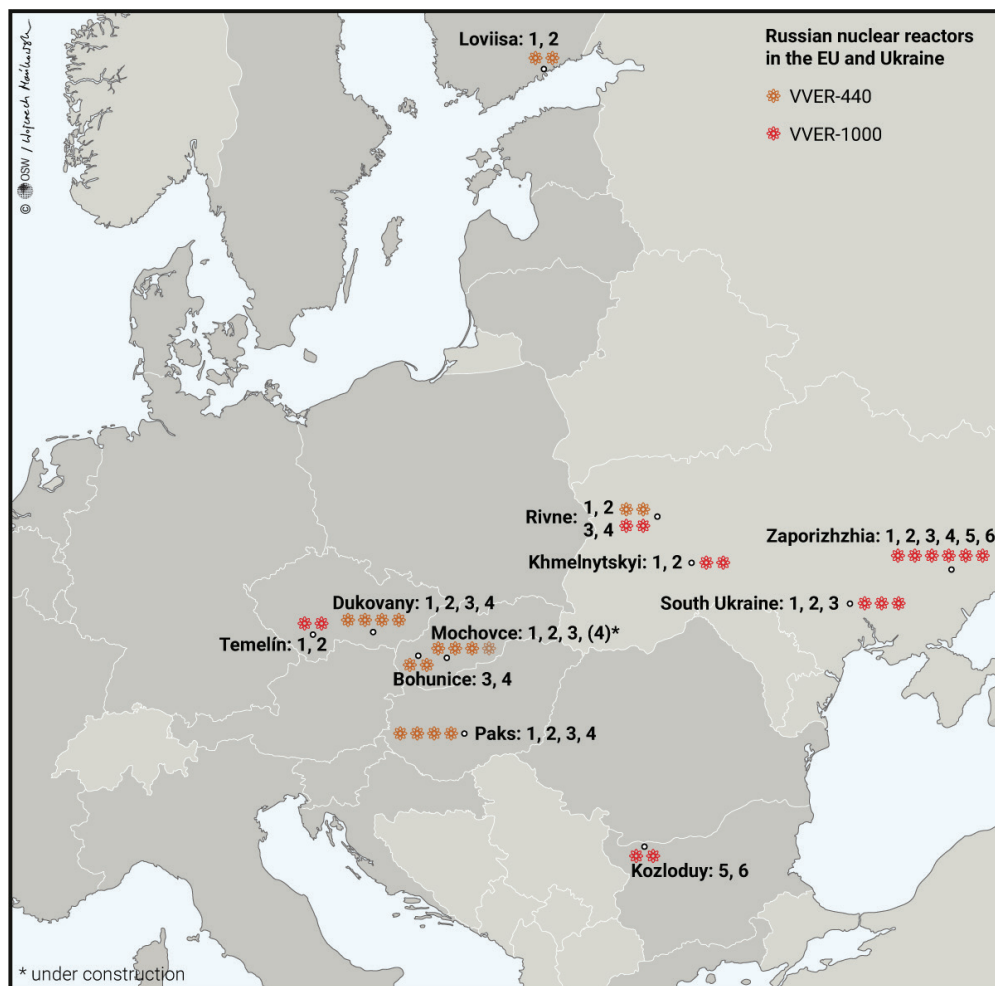 © OSW / Wojciech Mańkowski
Loviisa: 1, 2
Russian nuclear reactors
in the EU and Ukraine
VVER-440
VVER-1000
Rivne:
1, 2
3, 4
Zaporizhzhia: 1, 2, 3, 4, 5, 6
Khmelnytskyi: 1, 2
South Ukraine: 1, 2, 3
Dukovany: 1, 2, 3, 4
Temelín: 1, 2
Mochovce: 1, 2, 3, (4)*
Bohunice: 3, 4
Paks: 1, 2, 3, 4
Kozloduy: 5, 6
* under construction